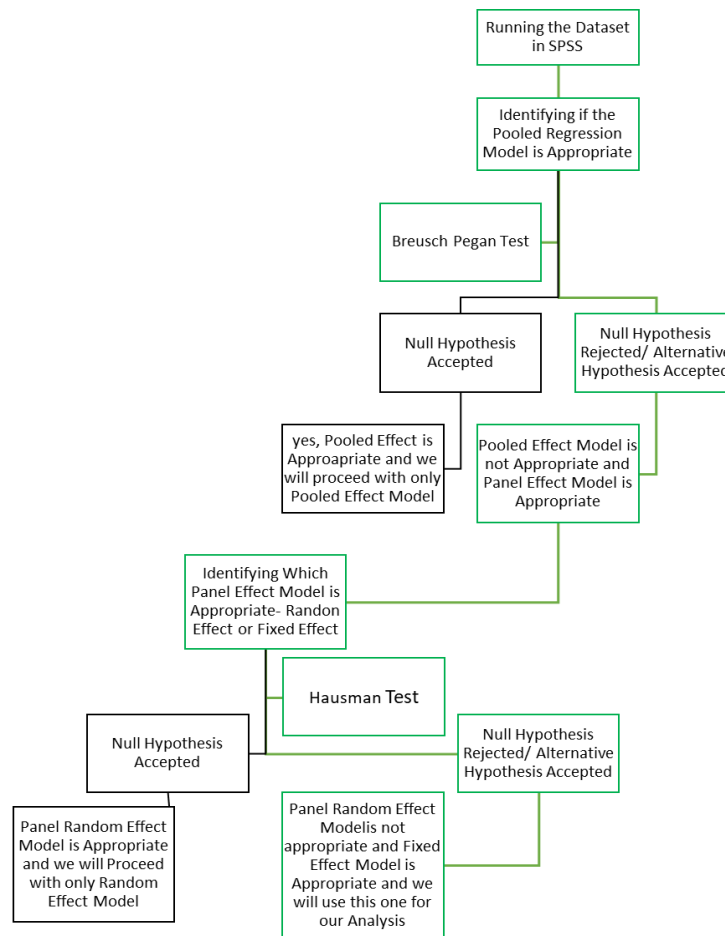 Running the Dataset
in SPSS
Identifying if the
Pooled Regression
Model is Appropriate
Breusch Pegan Test
Null Hypothesis
Accepted
Null Hypothesis
Rejected/ Alternative
Hypothesis Accepted
yes, Pooled Effect is
Approapriate and we
will proceed with only
Pooled Effect Model
Pooled Effect Model is
not Appropriate and
Panel Effect Model is
Appropriate
Identifying Which
Panel Effect Model is
Appropriate- Randon
Effect or Fixed Effect
Hausman Test
Null Hypothesis
Accepted
Null Hypothesis
Rejected/ Alternative
Hypothesis Accepted
Panel Random Effect
Model is Appropriate
and we will Proceed
with only Random
Effect Model
Panel Random Effect
Modelis not
appropriate and Fixed
Effect Model is
Appropriate and we
will use this one for
our Analysis